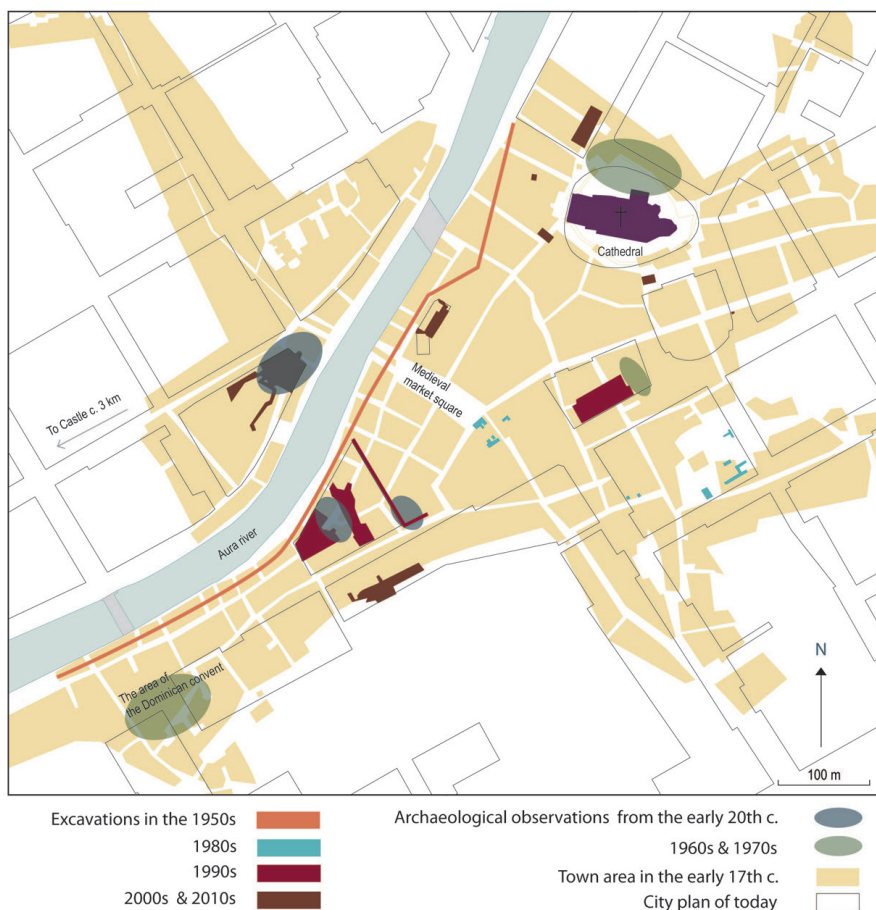 Cathedral
Medieval
market square
To Castle c. 3 km
Aura river
The area of
the Dominican convent
N
100 m
Excavations in the 1950s
1980s
1990s
2000s & 2010s
Archaeological observations from the early 20th c.
1960s & 1970s
Town area in the early 17th c.
City plan of today